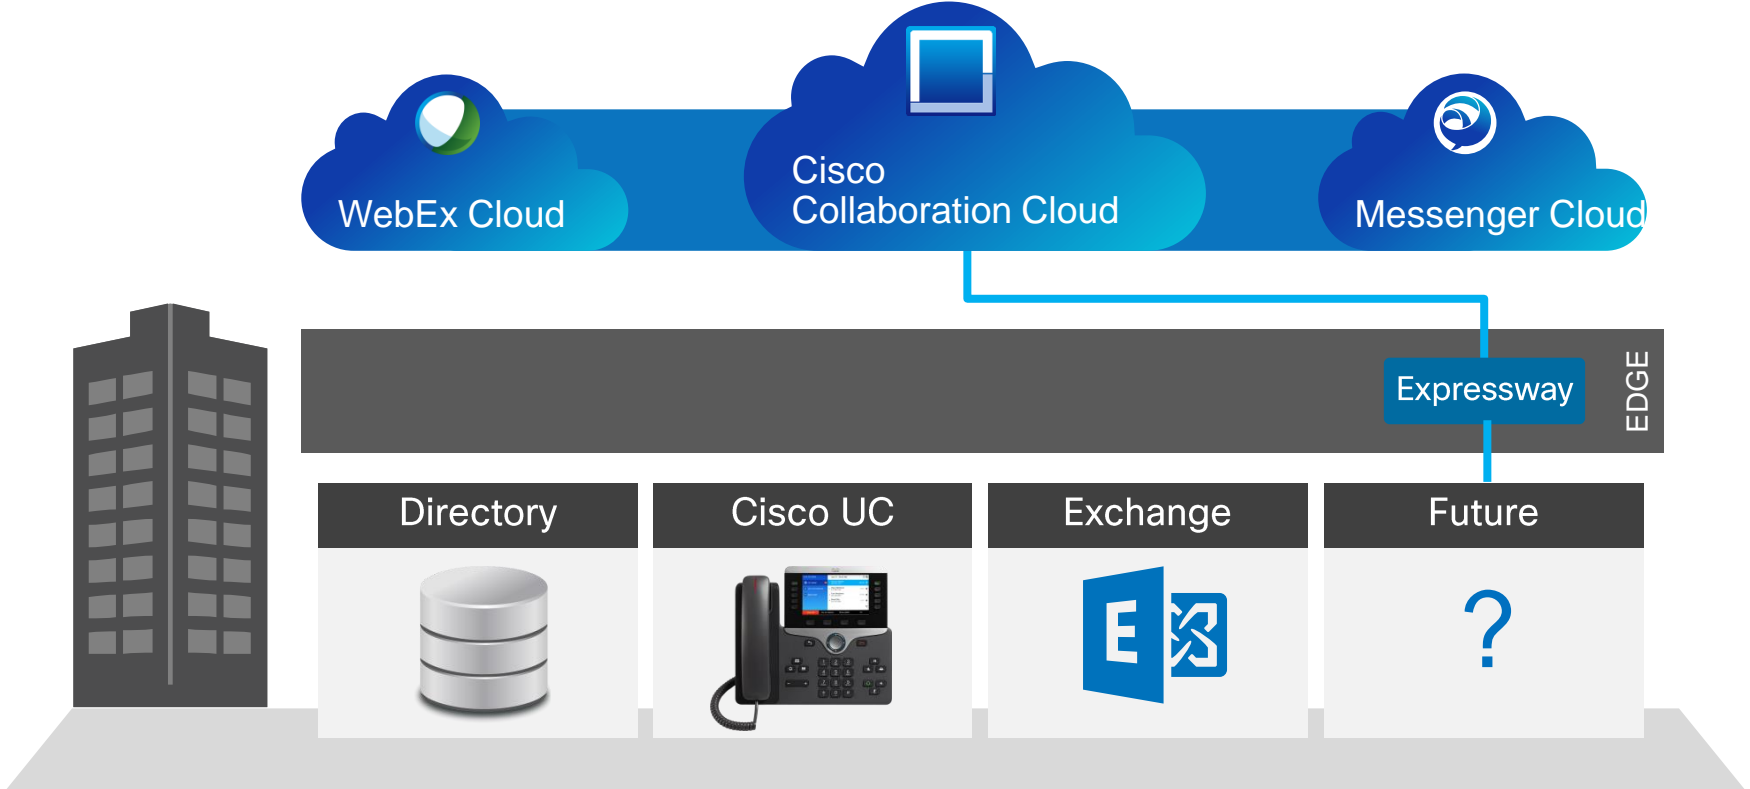 WebEx Cloud
Cisco
Collaboration Cloud
Messenger Cloud
Expressway
EDGE
Directory
Cisco UC
Exchange
Future
?
E